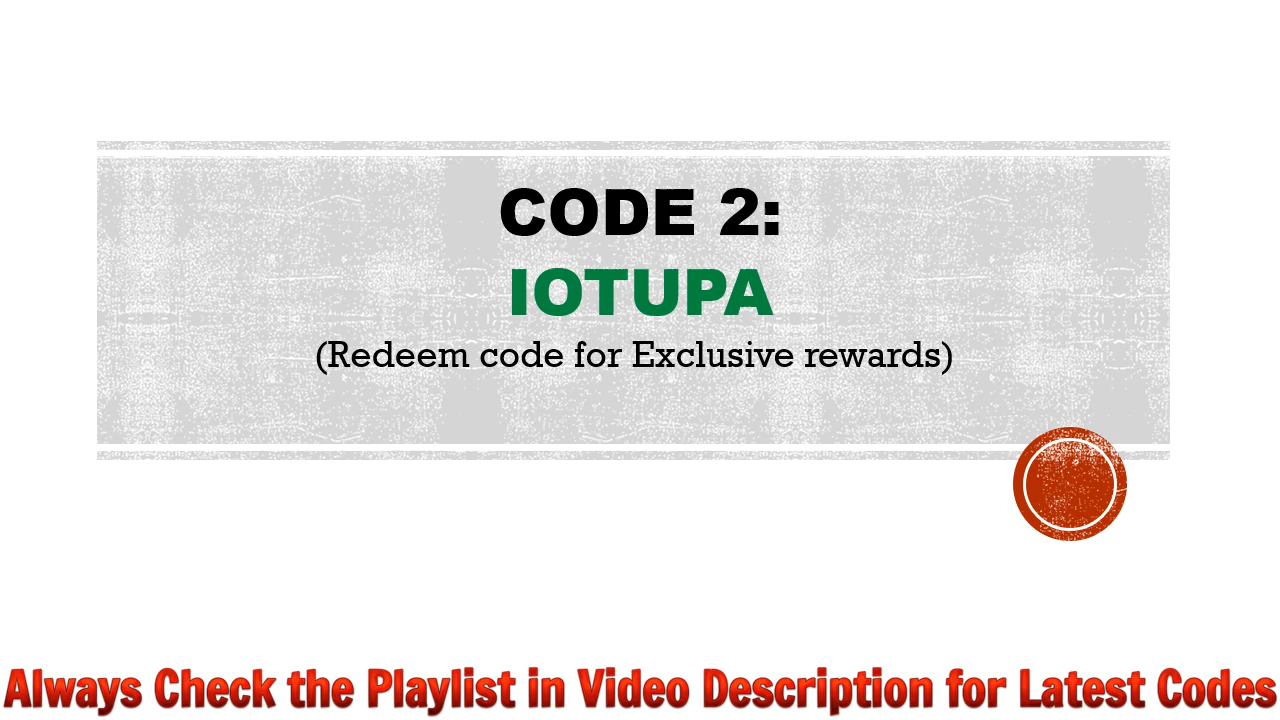 CODE 2:
IOTUPA
(Redeem code for Exclusive rewards)
Always Check the Playlist in Video Description for Latest Codes